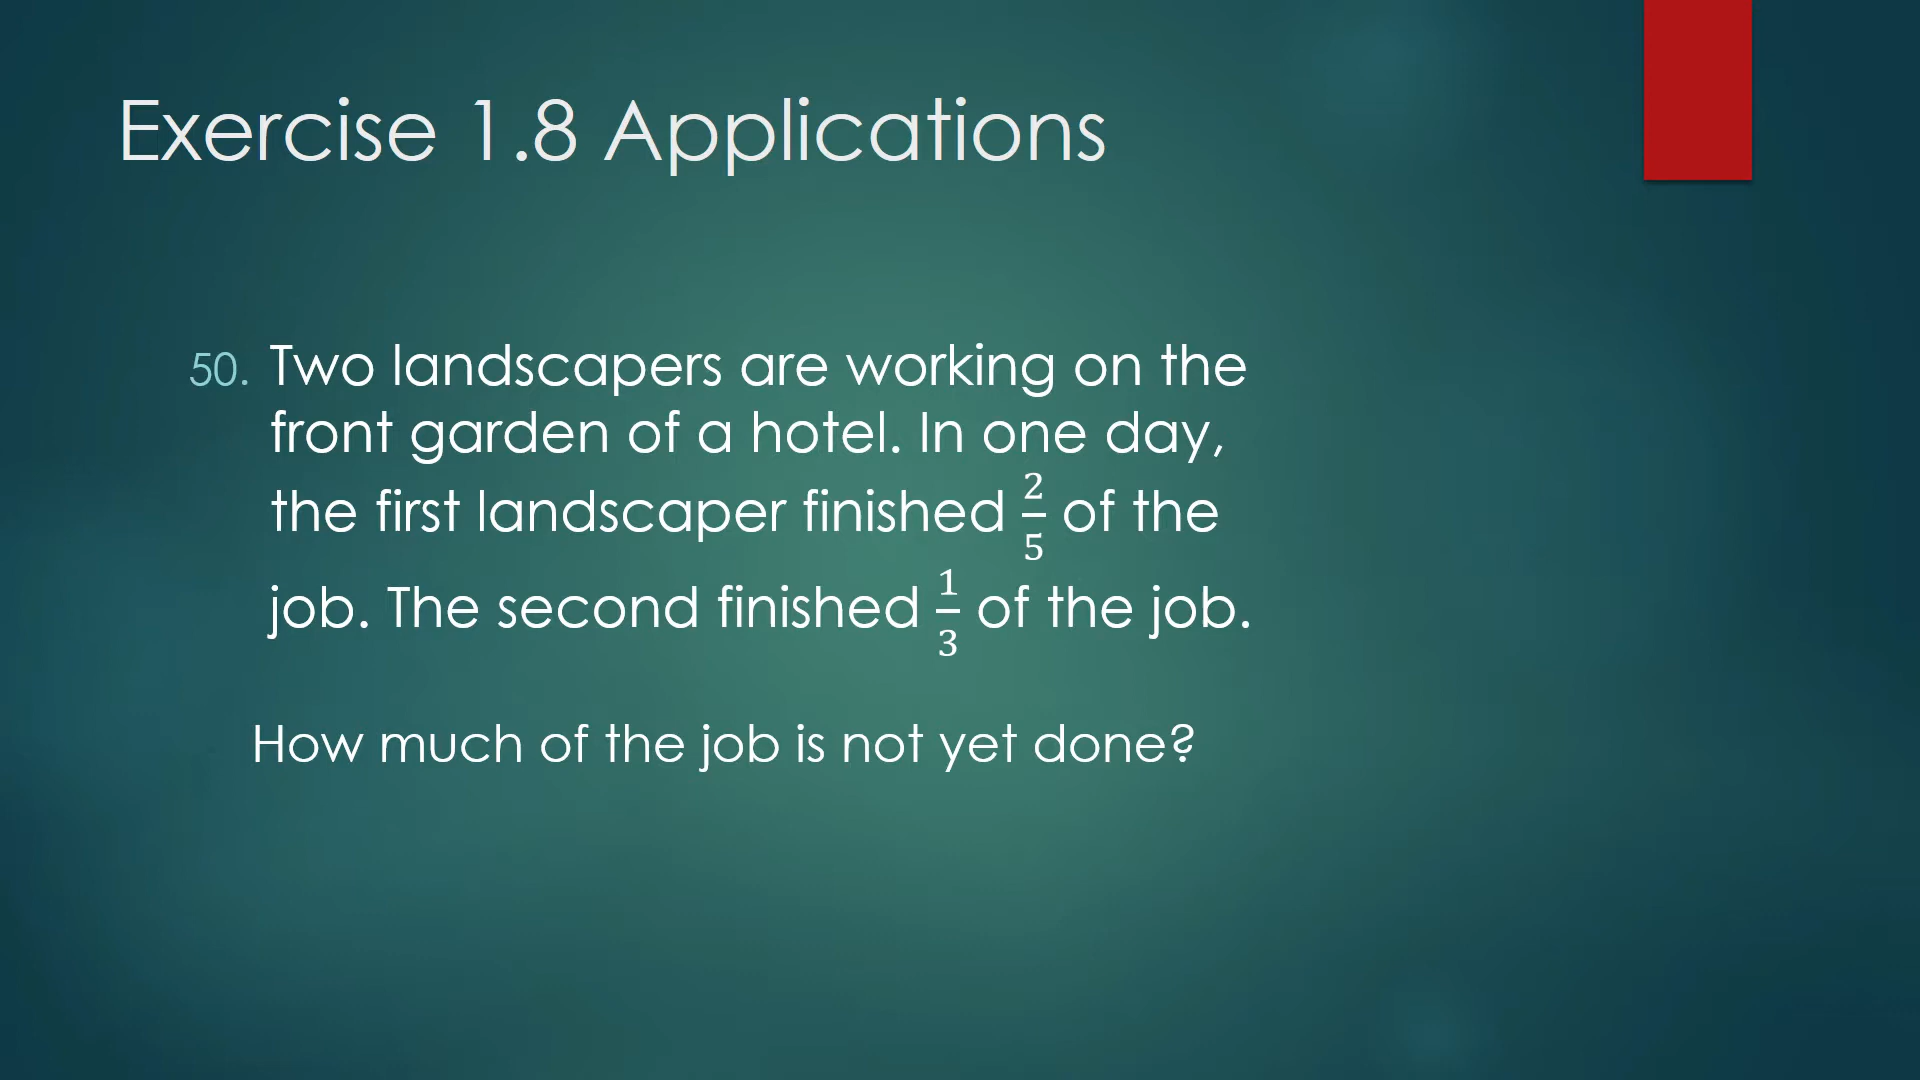 Exercise 1.8 Applications
50. Two landscapers are working on the
front garden of a hotel. In one day,
the first landscaper finished 2/5 of the
job. The second finished 1/3 of the job.
How much of the job is not yet done?